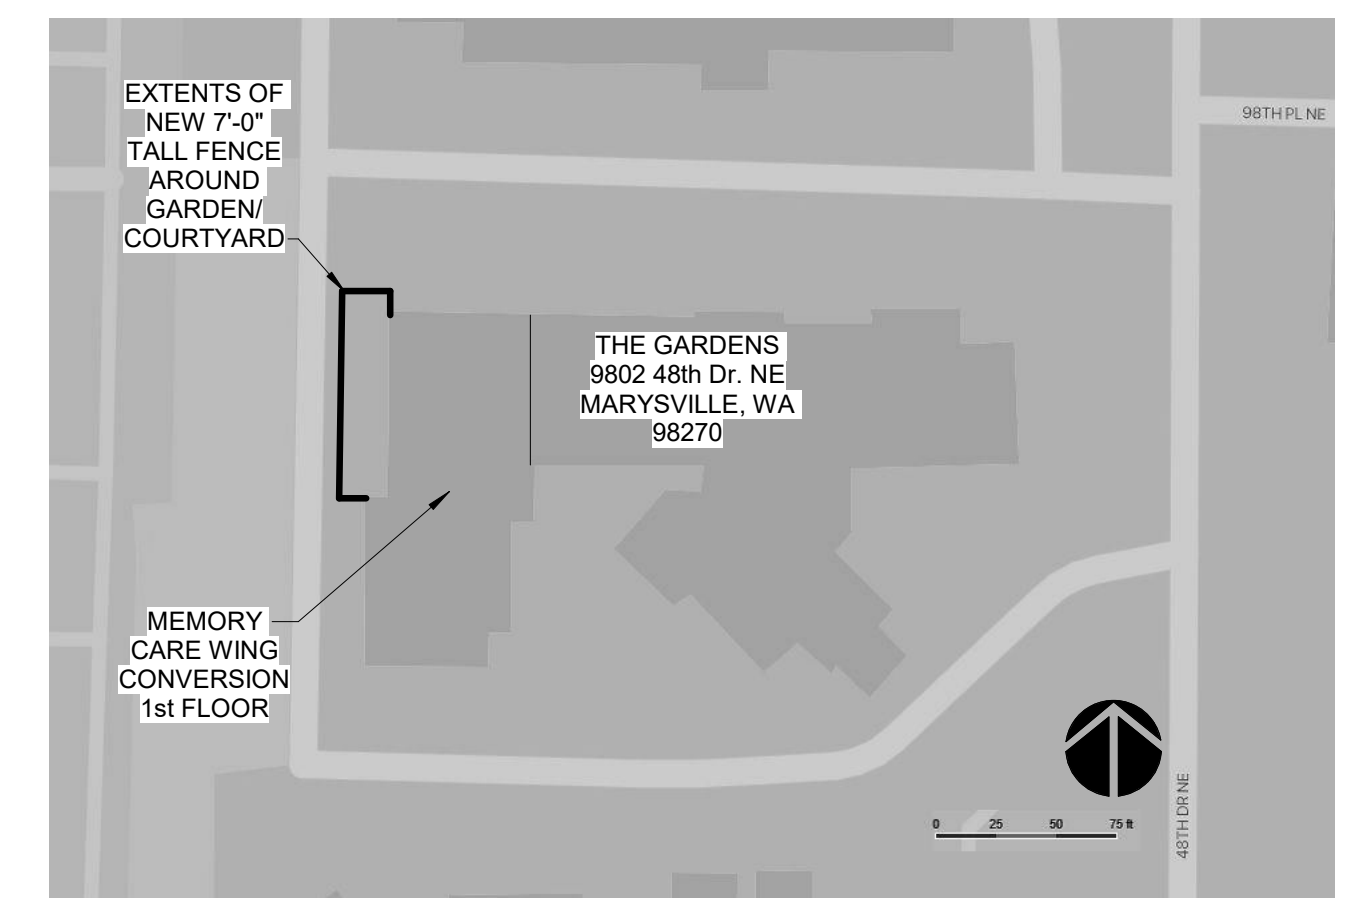 EXTENTS OF
NEW 7'-0"
TALL FENCE
AROUND
GARDEN/
COURTYARD
98TH PL NE
THE GARDENS
9802 48th Dr. NE
MARYSVILLE, WA
98270
MEMORY
CARE WING
CONVERSION
1st FLOOR
0 25 50 75 ft
48TH DR NE